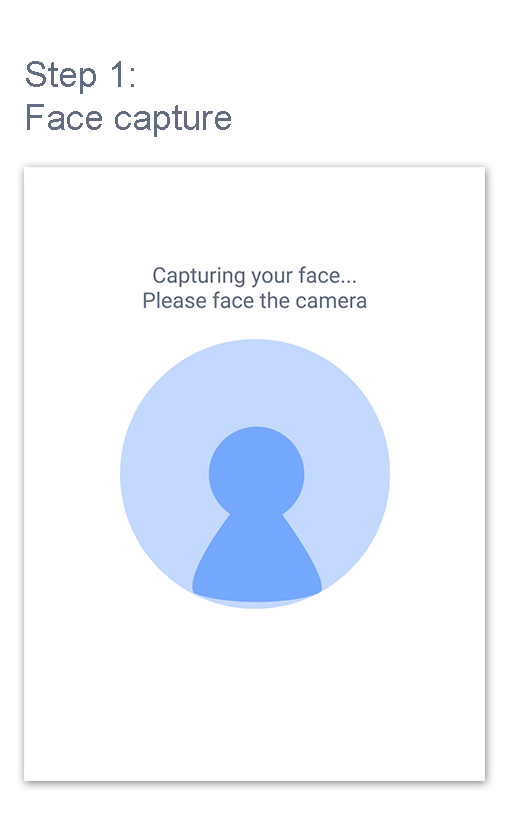 Step 1:
Face capture
Capturing your face...
Please face the camera